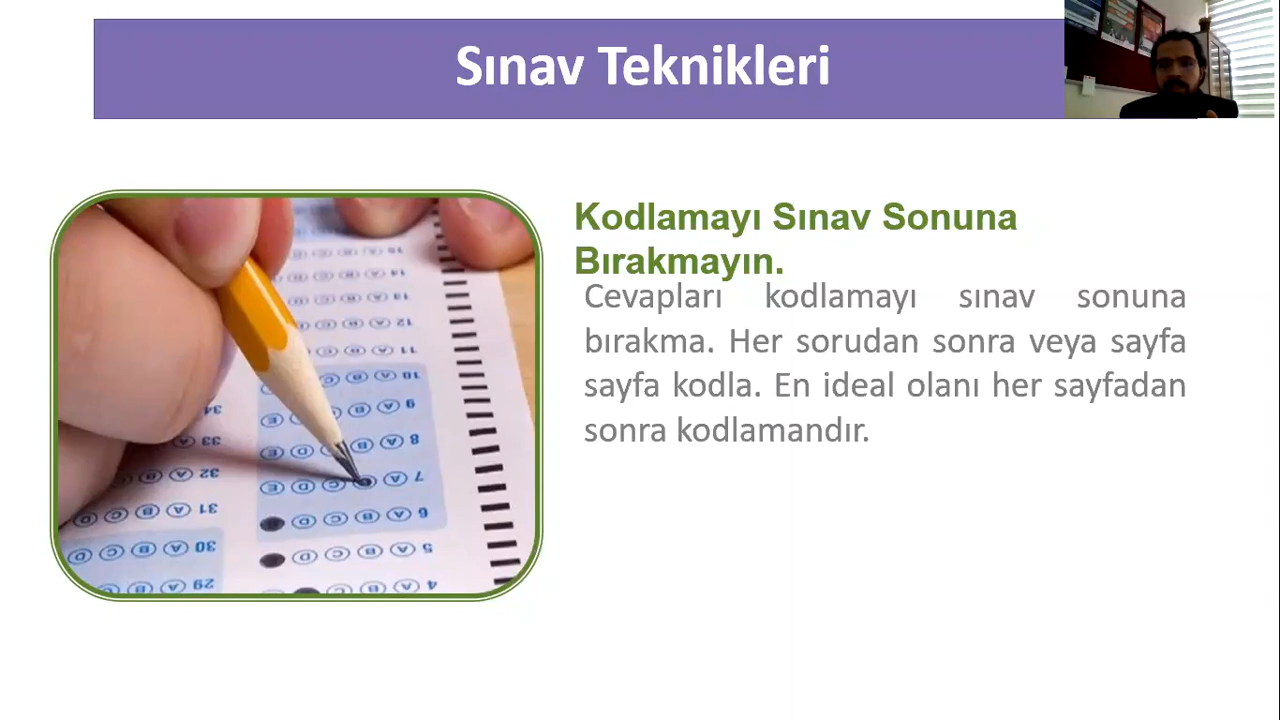 Sınav Teknikleri
Kodlamayı Sınav Sonuna
Bırakmayın.
Cevapları kodlamayı sınav sonuna
bırakma. Her sorudan sonra veya sayfa
sayfa kodla. En ideal olanı her sayfadan
sonra kodlamandır.